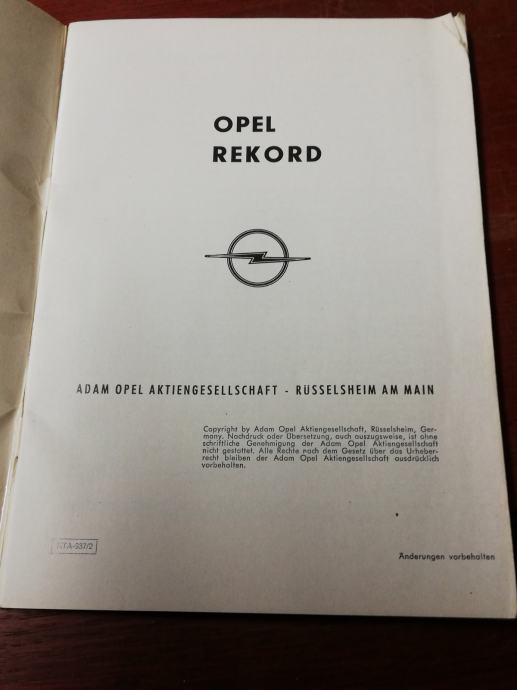 OPEL
REKORD
ADAM OPEL AKTIENGESELLSCHAFT - RÜSSELSHEIM AM MAIN
Copyright by Adam Opel Aktiengesellschaft, Rüsselsheim, Ger-
many. Nachdruck oder Übersetzung, auch auszugsweise, ist ohne
schriftliche Genehmigung der Adam Opel Aktiengesellschaft
nicht gestattet. Alle Rechte nach dem Gesetz über das Urheber-
recht bleiben der Adam Opel Aktiengesellschaft ausdrücklich
vorbehalten.
Änderungen vorbehalten